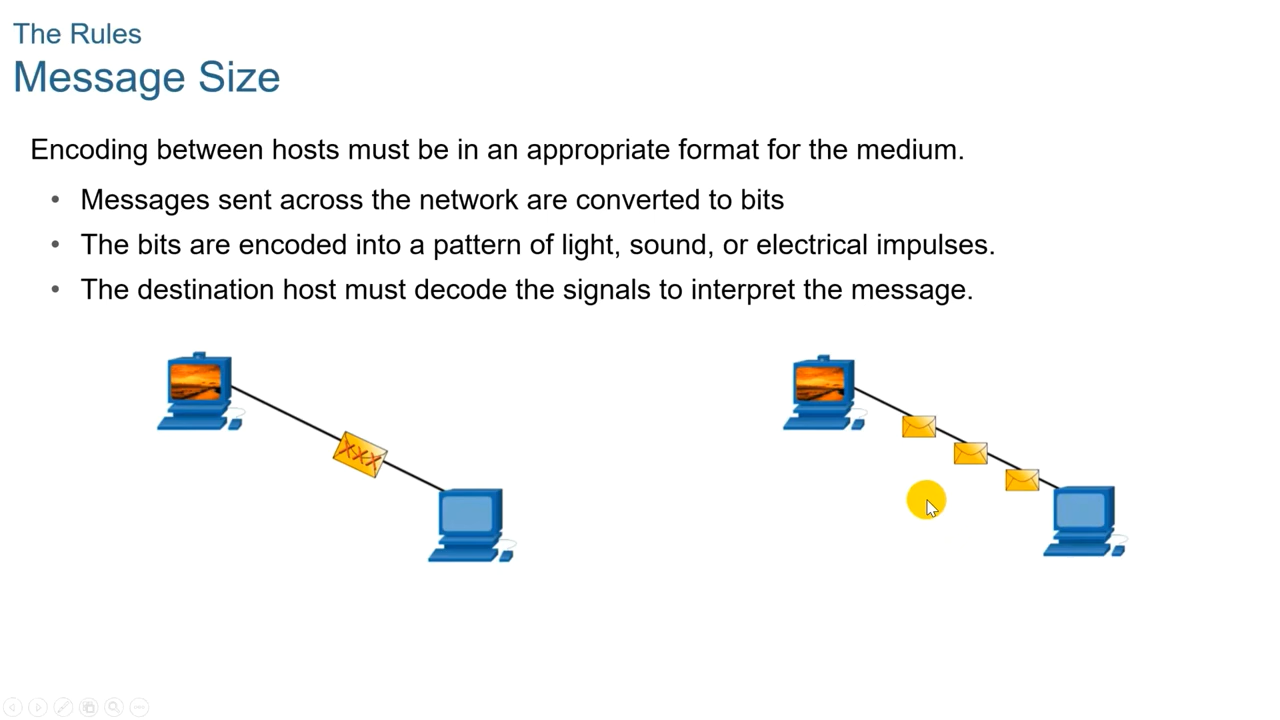 The Rules
Message Size
Encoding between hosts must be in an appropriate format for the medium.
• Messages sent across the network are converted to bits
• The bits are encoded into a pattern of light, sound, or electrical impulses.
• The destination host must decode the signals to interpret the message.
XXX